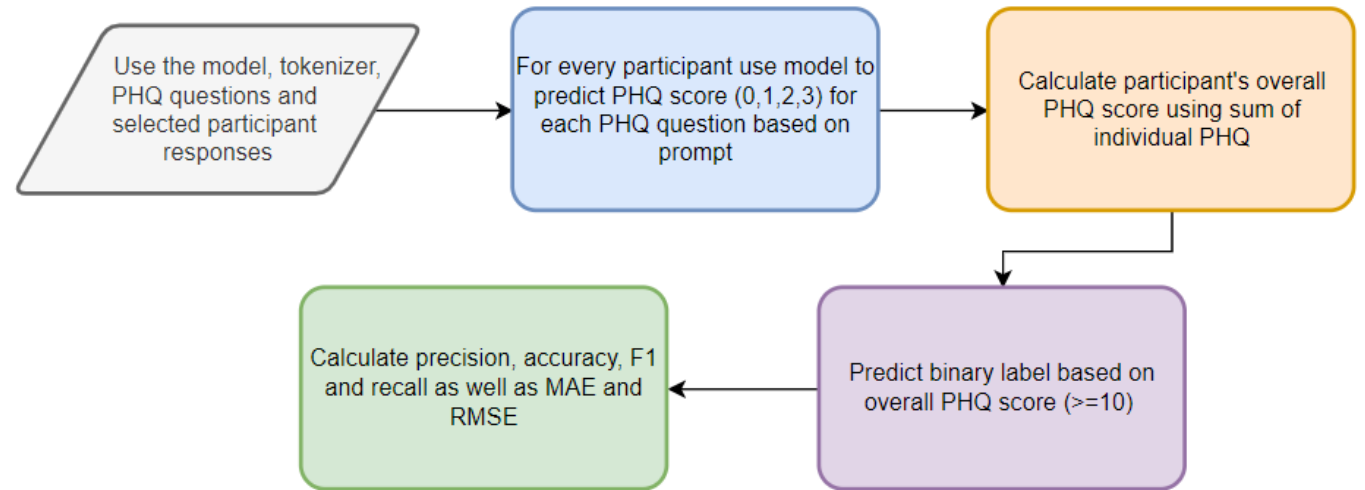 Use the model, tokenizer,
PHQ questions and
selected participant
responses
For every participant use model to
predict PHQ score (0,1,2,3) for
each PHQ question based on
prompt
Calculate participant's overall
PHQ score using sum of
individual PHQ
Predict binary label based on
overall PHQ score (>=10)
Calculate precision, accuracy, F1
and recall as well as MAE and
RMSE